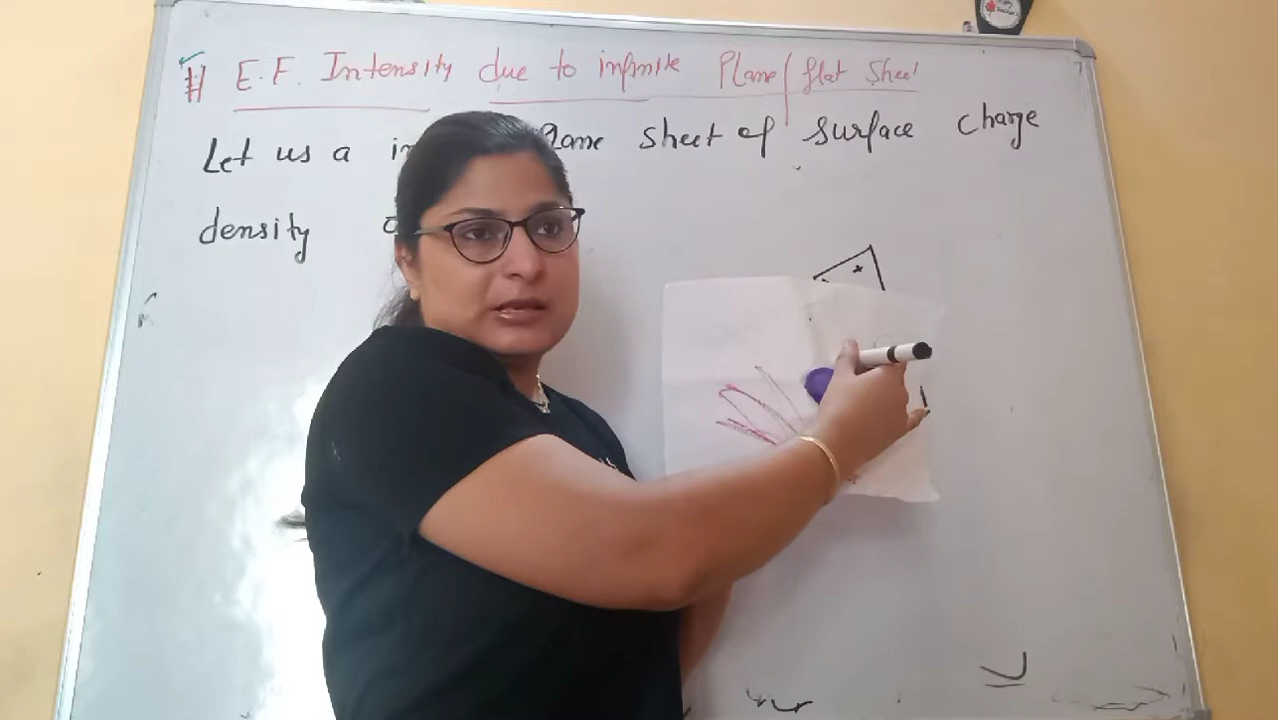 # E.F. Intensity due to infinite Plane/flat Sheet
Let us a in Plane sheet of surface charge
density